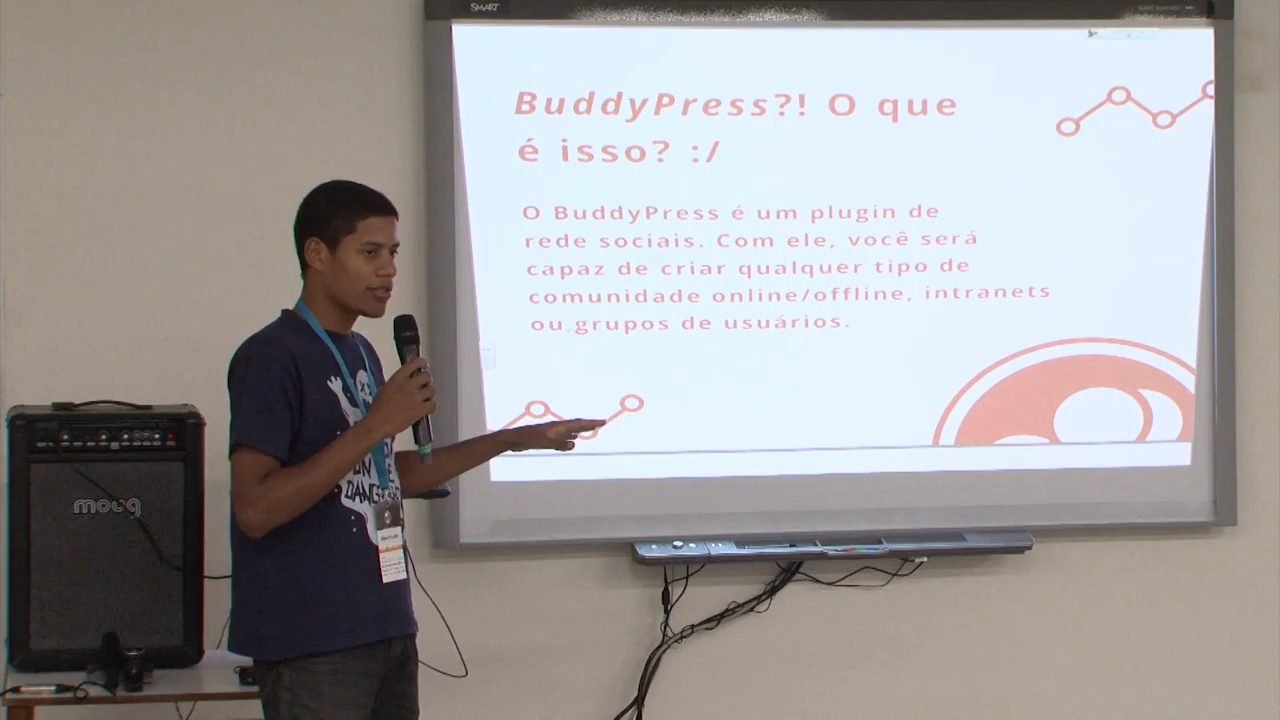 SMART
BuddyPress?! O que
é isso? :/
O BuddyPress é um plugin de
rede sociais. Com ele, você será
capaz de criar qualquer tipo de
comunidade online/offline, intranets
ou grupos de usuários.
moug